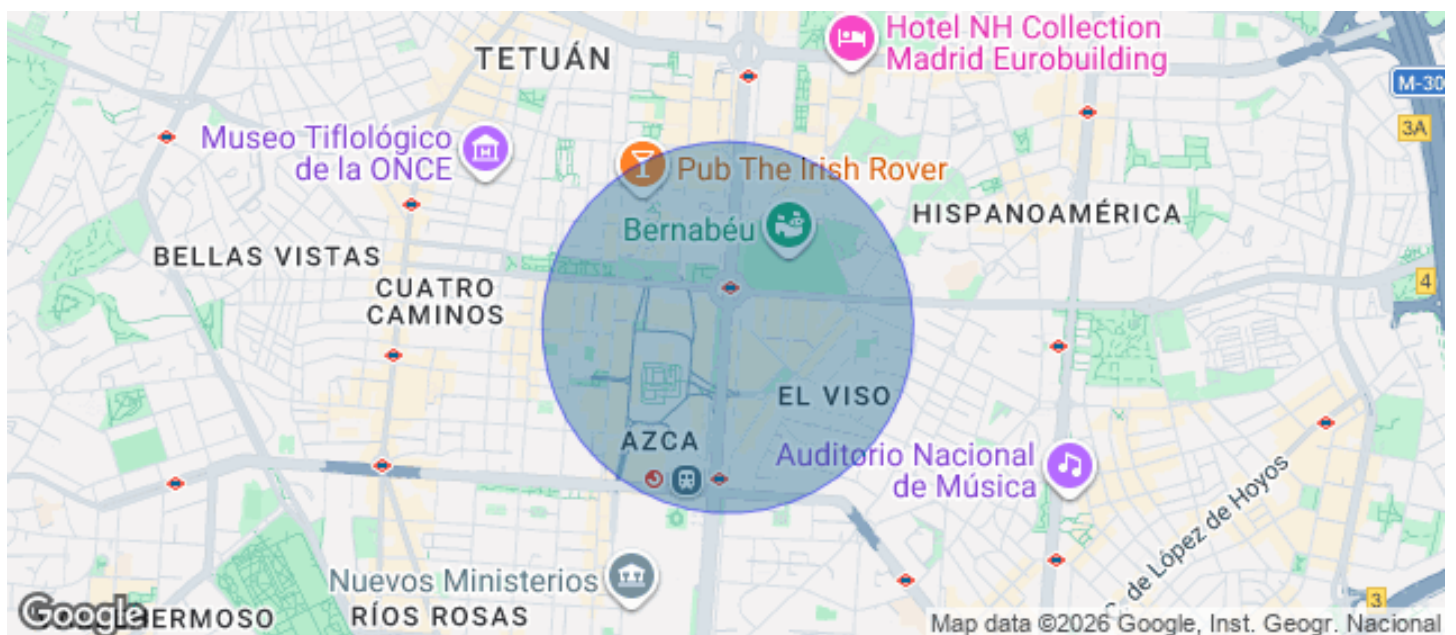 Hotel NH Collection
Madrid Eurobuilding
TETUÁN
M-30
3A
Museo Tiflológico
de la ONCE
Pub The Irish Rover
HISPANOAMÉRICA
Bernabéu
BELLAS VISTAS
CUATRO
CAMINOS
4
EL VISO
AZCA
Auditorio Nacional
de Música
C. de López de Hoyos
Nuevos Ministerios
3
Google
HERMOSO
RÍOS ROSAS
Map data ©2026 Google, Inst. Geogr. Nacional